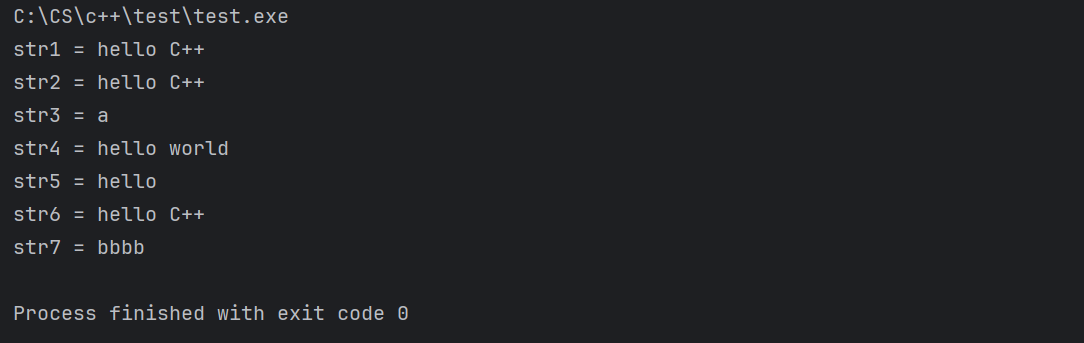 C:\CS\c++\test\test.exe
str1 = hello C++
str2 = hello C++
str3 = a
str4 = hello world
str5 = hello
str6 = hello C++
str7 = bbbb
Process finished with exit code 0